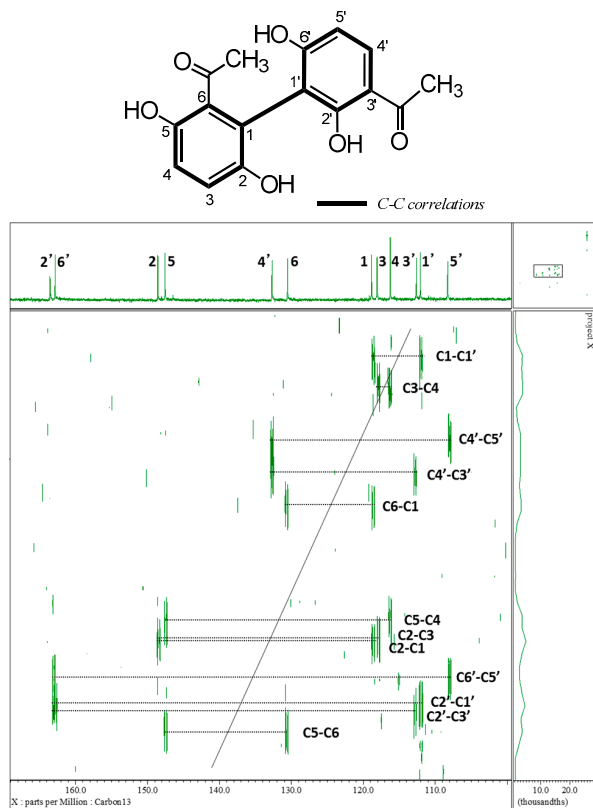 HO 6' 5'
O CH3 4'
6 1' CH3
HO 1 2' 3'
5 OH O
4 2 OH
3
C-C correlations
2’ 6’ 2 5 4’ 6 1 3 4 3’ 1’ 5’
project X
C1-C1’
C3-C4
C4’-C5’
C4’-C3’
C6-C1
C5-C4
C2-C3
C2-C1
C6’-C5’
C2’-C1’
C2’-C3’
C5-C6
160.0 150.0 140.0 130.0 120.0 110.0 100.0 10.0 20.0
X : parts per Million : Carbon13 (thousandths)